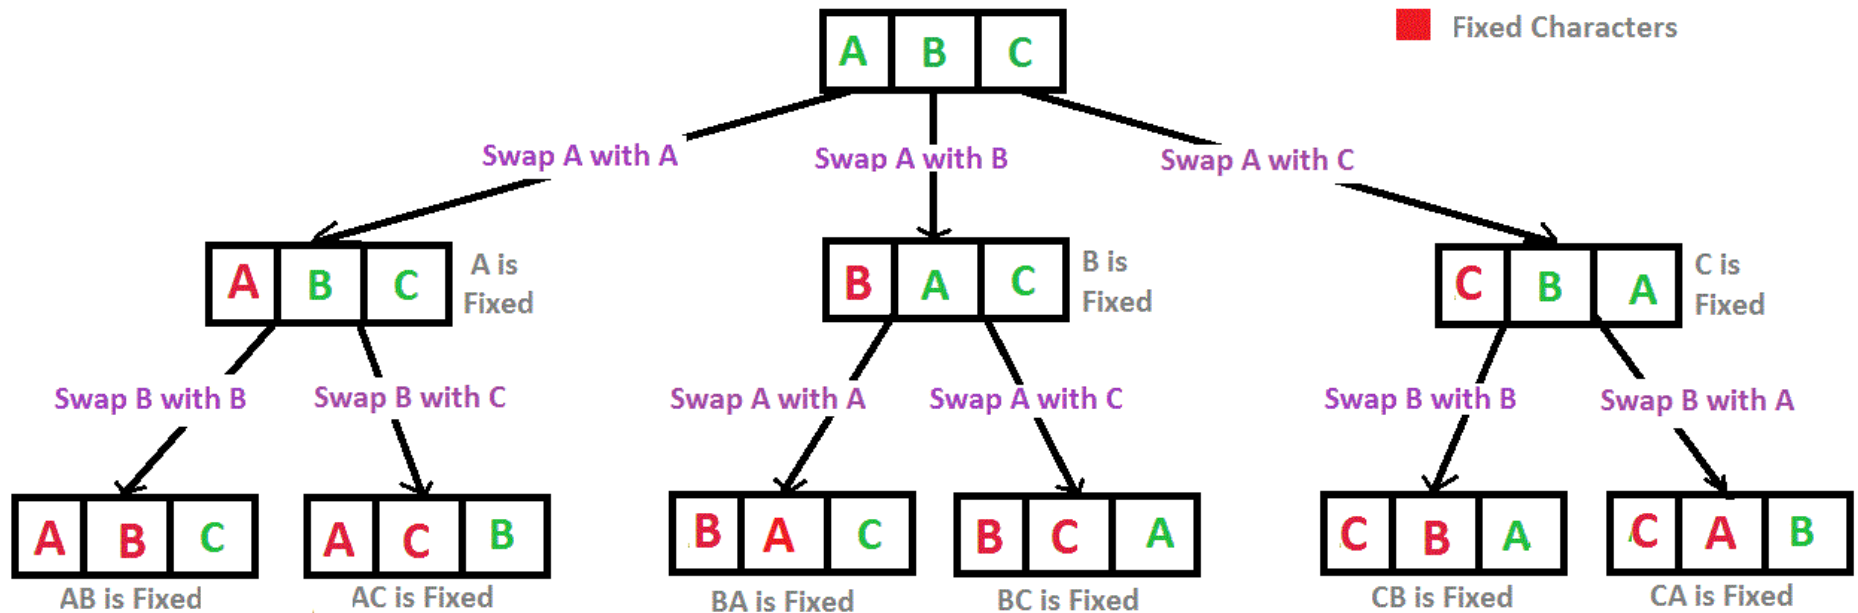 A B C
Fixed Characters
Swap A with A
Swap A with B
Swap A with C
A B C
A is
Fixed
B A C
B is
Fixed
C B A
C is
Fixed
Swap B with B
Swap B with C
Swap A with A
Swap A with C
Swap B with B
Swap B with A
A B C
A C B
B A C
B C A
C B A
C A B
AB is Fixed
AC is Fixed
BA is Fixed
BC is Fixed
CB is Fixed
CA is Fixed